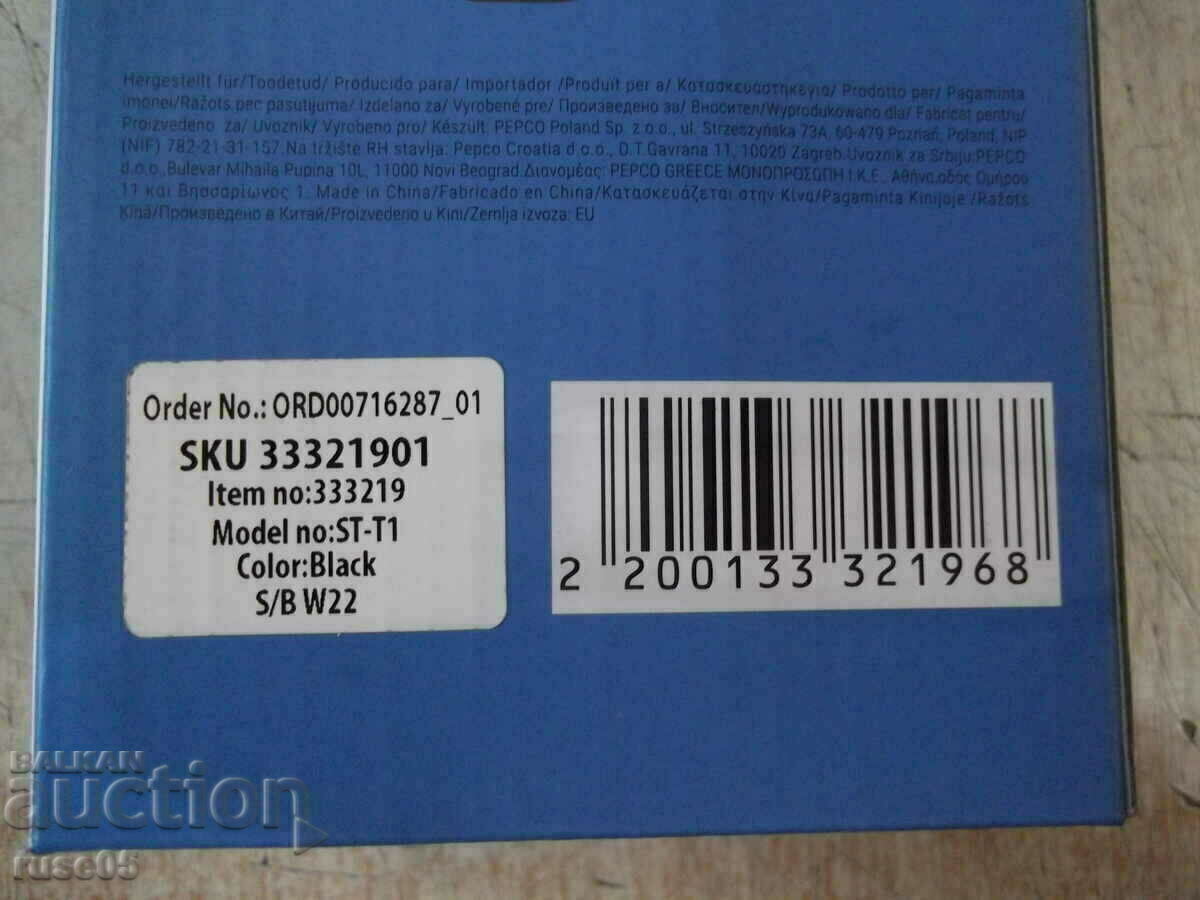 Hergestellt für/Toodetud/ Producido para/ Importador /Produit per a/ Κατασκευαστηκεγια/ Prodotto per/ Pagaminta
imonei/Ražots pec pasutijuma/ Izdelano za/ Vyrobené pre/ Произведено за/ Вносител/Wyprodukowano dla/ Fabricat pentru/
Proizvedeno za/ Uvoznik/ Vyrobeno pro/ Készült. PEPCO Poland Sp. z.o.o., ul. Strzeszyńska 73A, 60-479 Poznań, Poland, NIP
(NIF) 782-21-31-157.Na tržište RH stavlja: Pepco Croatia d.o.o., O.T.Gavrana 11, 10020 Zagreb.Uvoznik za Srbiju:PEPCO
d.o.o.,Bulevar Mihaila Pupina 10L, 11000 Novi Beograd.Διανομέας: PEPCO GREECE ΜΟΝΟΠΡΟΣΩΠΗ Ι.Κ.Ε., Αθήνα,οδος Ομήρου
11 και Βησσαρίωνος 1. Made in China/Fabricado en China/Κατασκευάζεται στην Κίνα/Pagaminta Kinijoje /Ražots
Ķīnā/Произведено в Китай/Proizvedeno u Kini/Zemlja izvoza: EU
Order No.: ORD00716287_01
SKU 33321901
Item no:333219
Model no:ST-T1
Color:Black
S/B W22
2 200133 321968
BALKAN
auction
ruse05